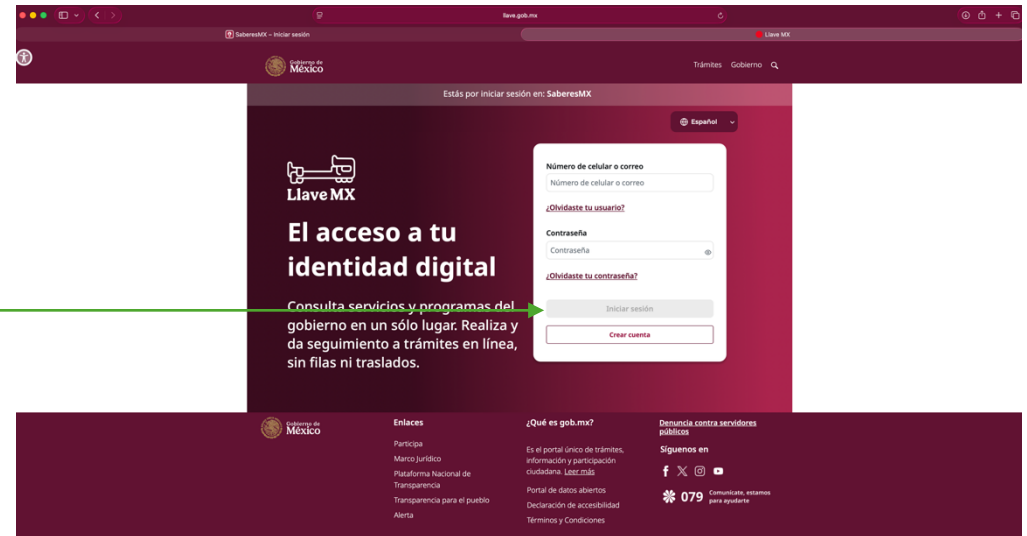 llave.gob.mx
SaberesMX – Iniciar sesión
Llave MX
Gobierno de
México
Trámites Gobierno
Estás por iniciar sesión en: SaberesMX
Español
Llave MX
El acceso a tu
identidad digital
Consulta servicios y programas del
gobierno en un sólo lugar. Realiza y
da seguimiento a trámites en línea,
sin filas ni traslados.
Número de celular o correo
Número de celular o correo
¿Olvidaste tu usuario?
Contraseña
Contraseña
¿Olvidaste tu contraseña?
Iniciar sesión
Crear cuenta
Gobierno de
México
Enlaces
Participa
Marco Jurídico
Plataforma Nacional de
Transparencia
Transparencia para el pueblo
Alerta
¿Qué es gob.mx?
Es el portal único de trámites,
información y participación
ciudadana. Leer más
Portal de datos abiertos
Declaración de accesibilidad
Términos y Condiciones
Denuncia contra servidores
públicos
Síguenos en
079
Comunícate, estamos
para ayudarte